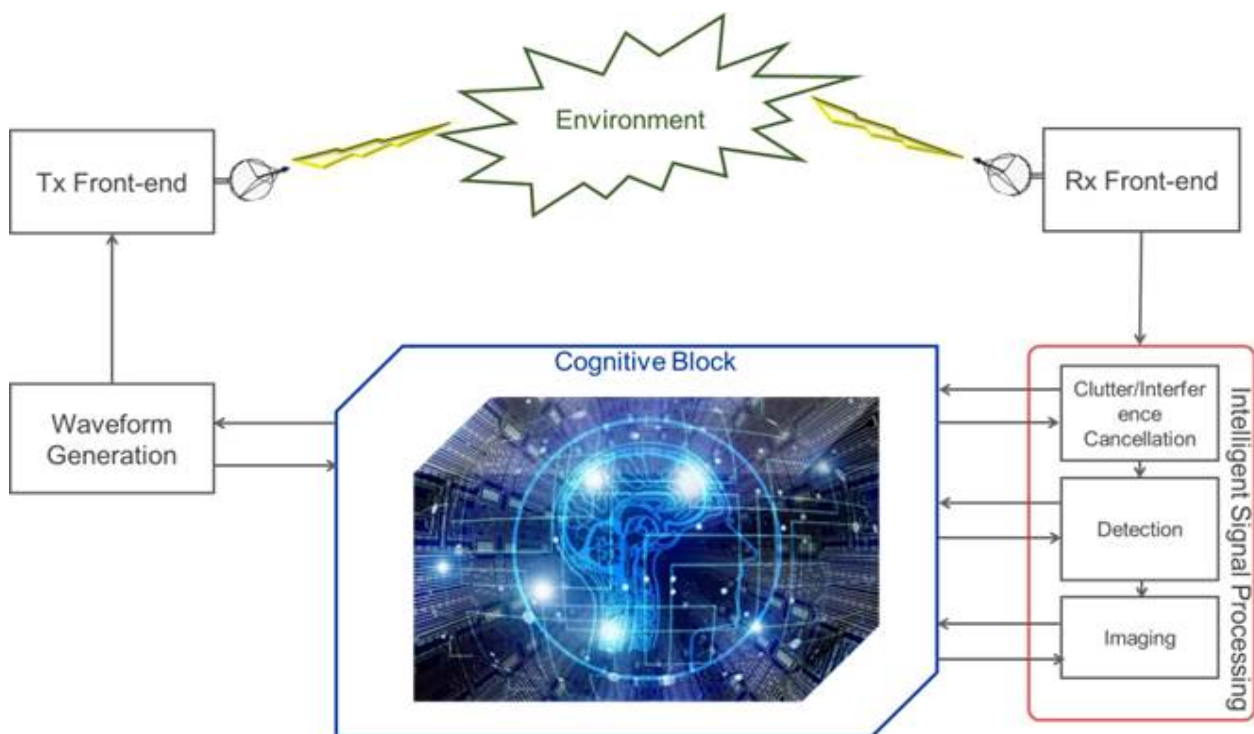 Environment
Tx Front-end
Rx Front-end
Cognitive Block
Waveform
Generation
Clutter/Interfer
ence
Cancellation
Detection
Imaging
Intelligent Signal Processing